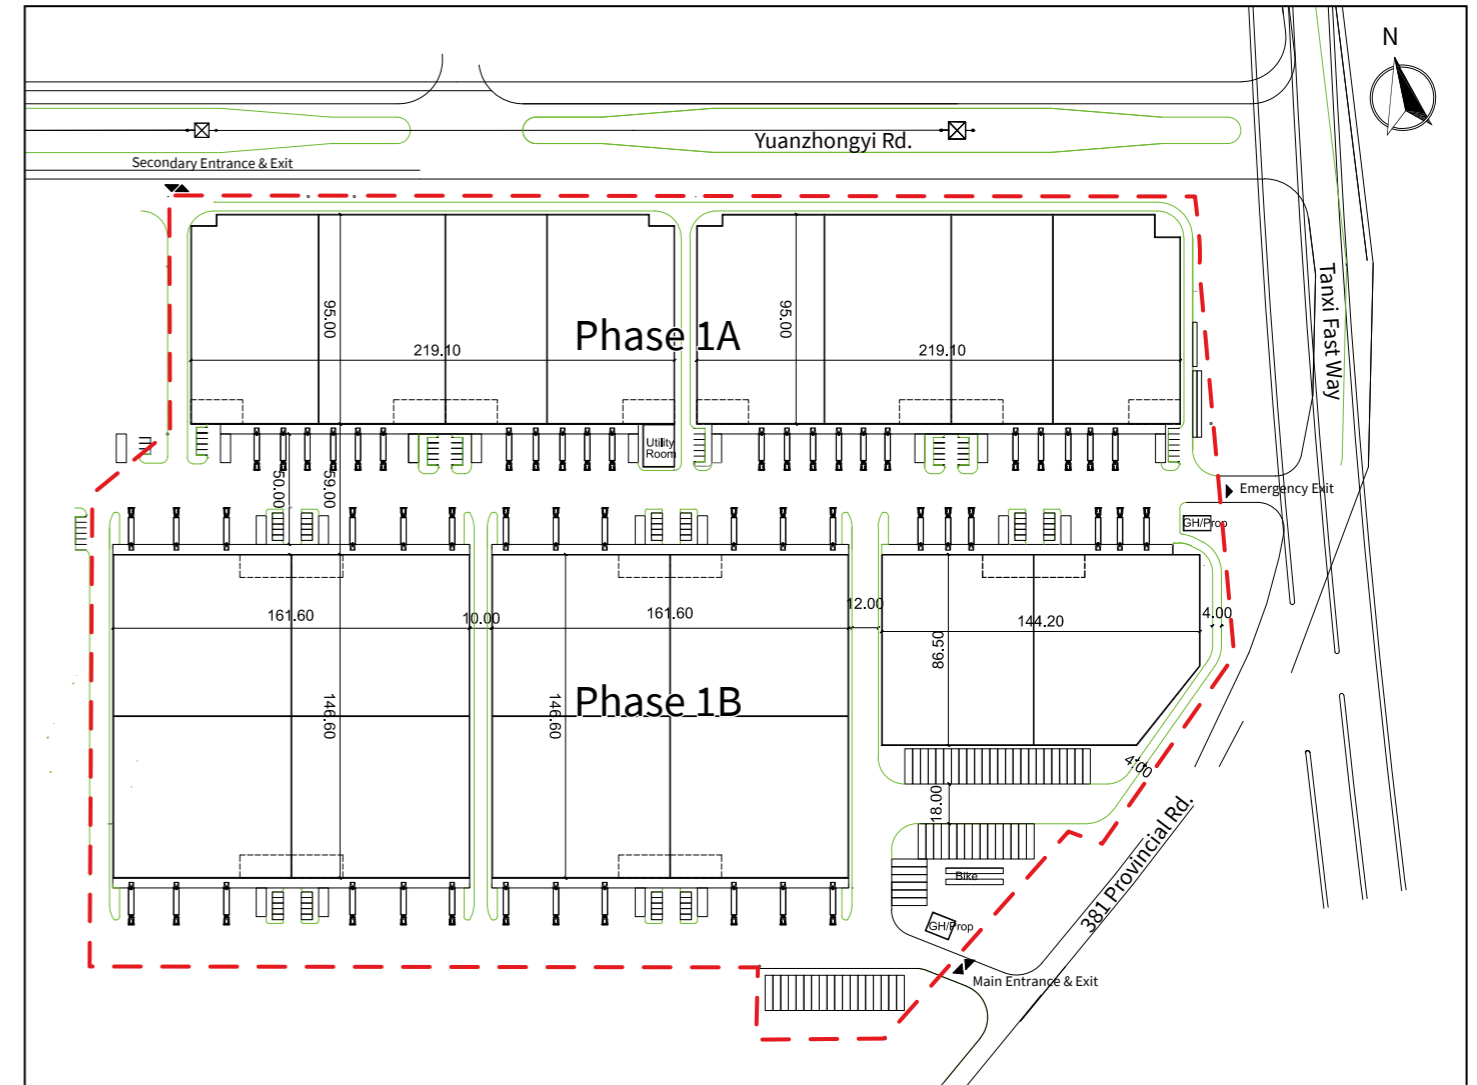 N
Yuanzhongyi Rd.
Secondary Entrance & Exit
Tanxi Fast Way
95.00
95.00
Phase 1A
219.10
219.10
Utility
Room
50.00
59.00
Emergency Exit
GH/Prop
161.60
10.00
161.60
12.00
144.20
4.00
86.50
146.60
146.60
Phase 1B
4.00
18.00
381 Provincial Rd.
Bike
GH/Prop
Main Entrance & Exit